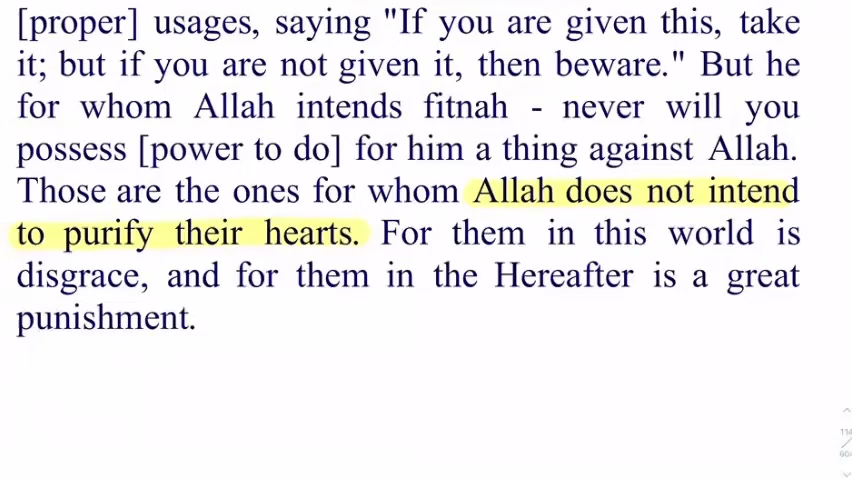 [proper] usages, saying "If you are given this, take
it; but if you are not given it, then beware." But he
for whom Allah intends fitnah - never will you
possess [power to do] for him a thing against Allah.
Those are the ones for whom Allah does not intend
to purify their hearts. For them in this world is
disgrace, and for them in the Hereafter is a great
punishment.
114